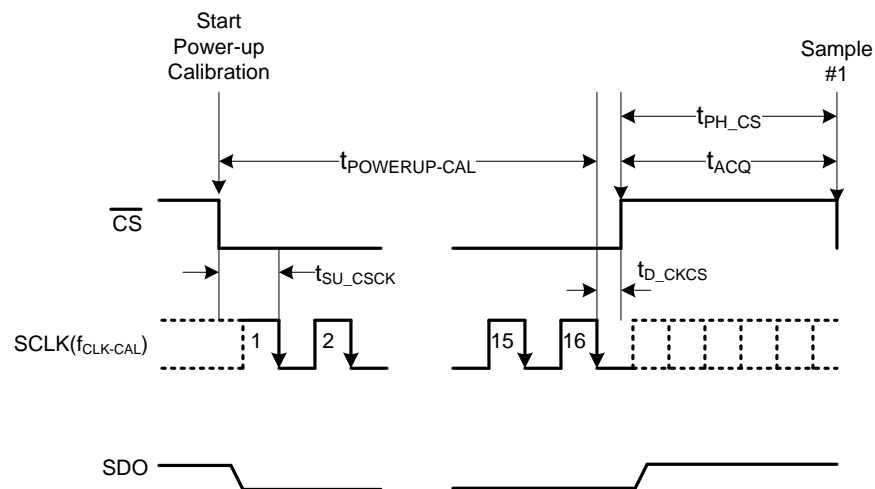 Start
Power-up
Calibration
Sample
#1
tPH_CS
tPOWERUP-CAL
tACQ
CS
tSU_CSCK
tD_CKCS
SCLK(fCLK-CAL)
1
2
15
16
SDO